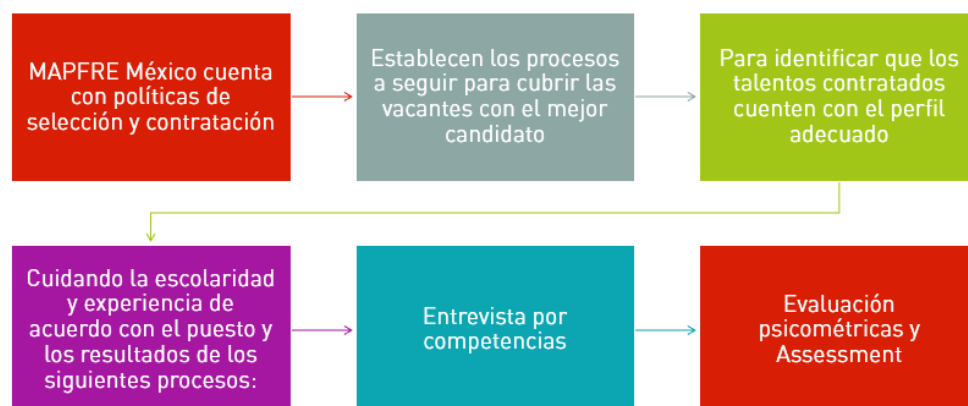 MAPFRE México cuenta
con políticas de
selección y contratación
Establecen los procesos
a seguir para cubrir las
vacantes con el mejor
candidato
Para identificar que los
talentos contratados
cuenten con el perfil
adecuado
Cuidando la escolaridad
y experiencia de
acuerdo con el puesto y
los resultados de los
siguientes procesos:
Entrevista por
competencias
Evaluación
psicométricas y
Assessment